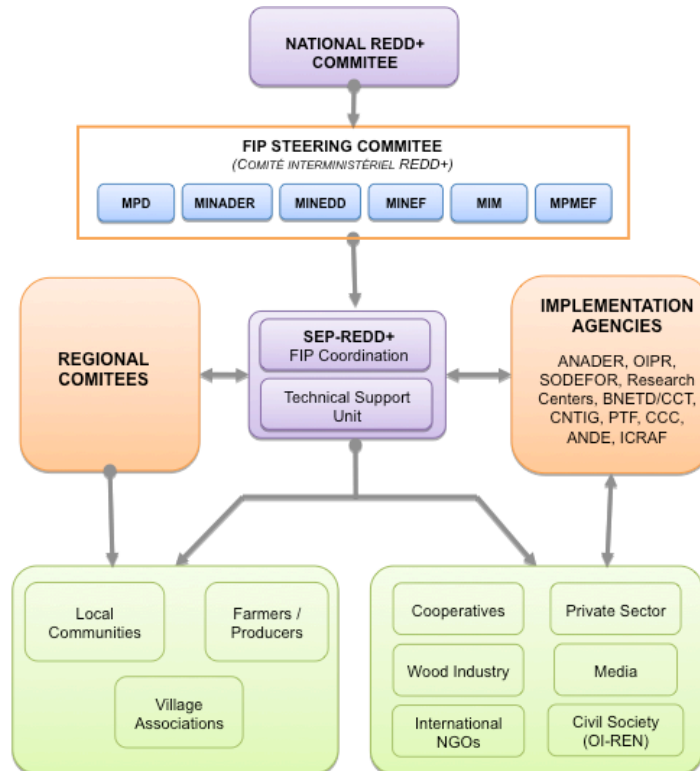 NATIONAL REDD+
COMMITEE
FIP STEERING COMMITEE
(COMITÉ INTERMINISTÉRIEL REDD+)
MPD
MINADER
MINEDD
MINEF
MIM
MPMEF
REGIONAL
COMITEES
SEP-REDD+
FIP Coordination
Technical Support
Unit
IMPLEMENTATION
AGENCIES
ANADER, OIPR,
SODEFOR, Research
Centers, BNETD/CCT,
CNTIG, PTF, CCC,
ANDE, ICRAF
Local
Communities
Farmers /
Producers
Village
Associations
Cooperatives
Private Sector
Wood Industry
Media
International
NGOs
Civil Society
(OI-REN)